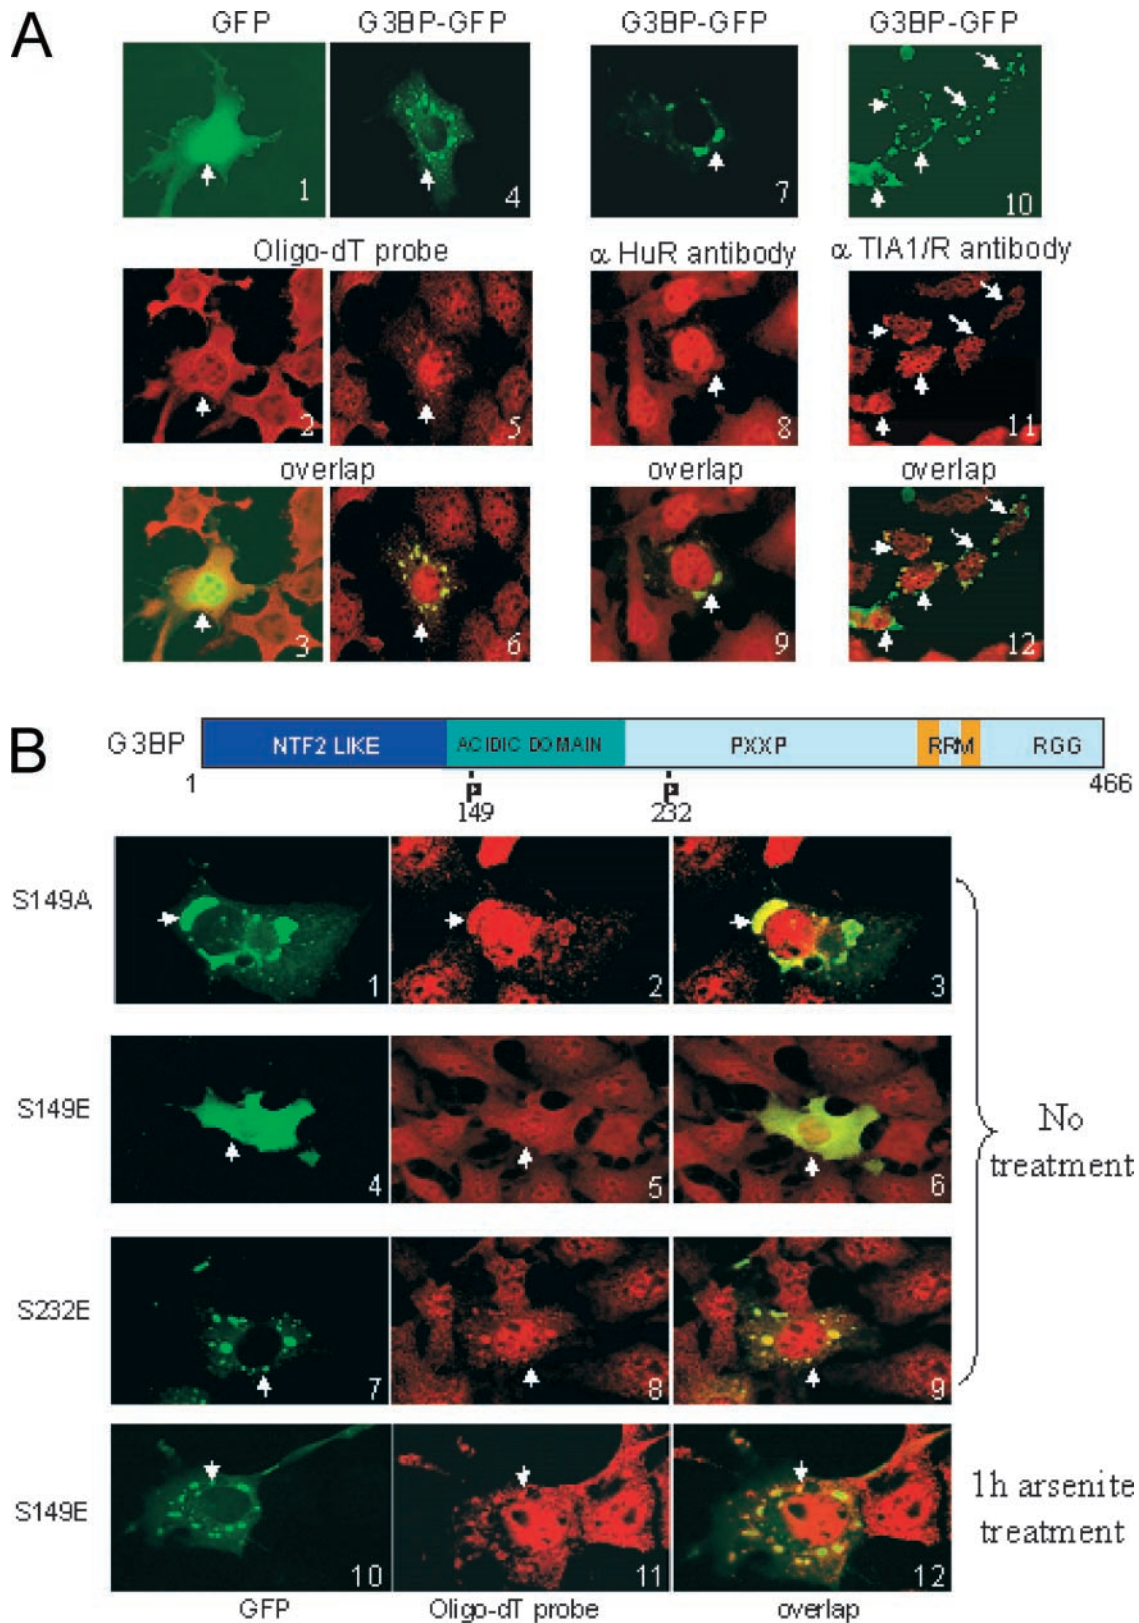 A
GFP G3BP-GFP G3BP-GFP G3BP-GFP
1 4 7 10
Oligo-dT probe α HuR antibody α TIA1/R antibody
2 5 8 11
overlap overlap overlap
3 6 9 12
B
G3BP NTF2 LIKE ACIDIC DOMAIN PXXP RRM RGG
1 P P 466
149 232
S149A
1 2 3
S149E
4 5 6
No
treatment
S232E
7 8 9
S149E
1h arsenite
treatment
10 11 12
GFP Oligo-dT probe overlap